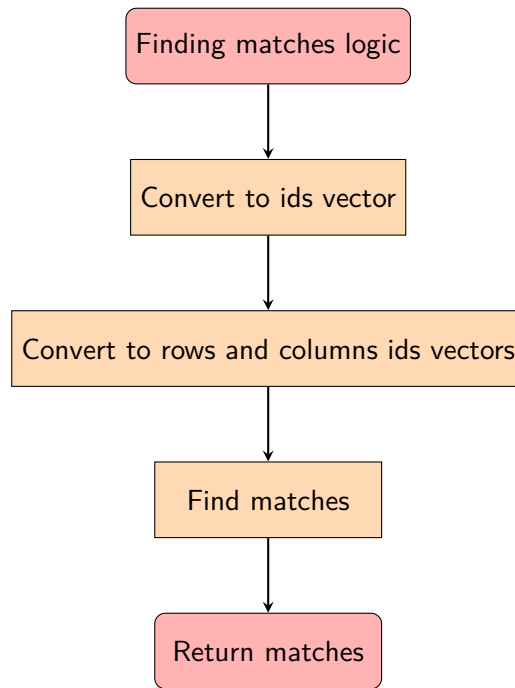 Finding matches logic
Convert to ids vector
Convert to rows and columns ids vectors
Find matches
Return matches